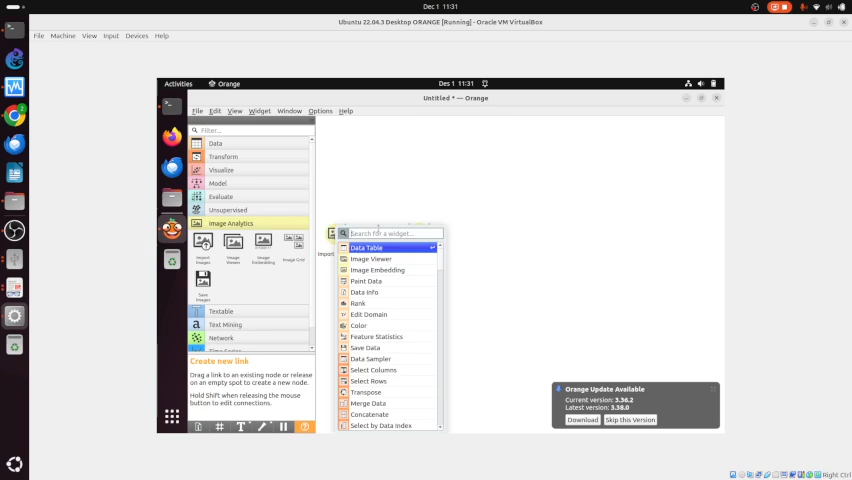 Dec 1 11:31
Ubuntu 22.04.3 Desktop ORANGE [Running] - Oracle VM VirtualBox
File Machine View Input Devices Help
Activities Orange Des 1 11:31
Untitled * — Orange
File Edit View Widget Window Options Help
Filter...
Data
Transform
Visualize
Model
Evaluate
Unsupervised
Image Analytics
Import Images
Image Viewer
Image Embedding
Image Grid
Save Images
Textable
Text Mining
Network
Time Series
Create new link
Drag a link to an existing node or release
on an empty spot to create a new node.
Hold Shift when releasing the mouse
button to edit connections.
Import
Search for a widget...
Data Table
Image Viewer
Image Embedding
Paint Data
Data Info
Rank
Edit Domain
Color
Feature Statistics
Save Data
Data Sampler
Select Columns
Select Rows
Transpose
Merge Data
Concatenate
Select by Data Index
Orange Update Available
Current version: 3.36.2
Latest version: 3.38.0
Download Skip this Version
Right Ctrl